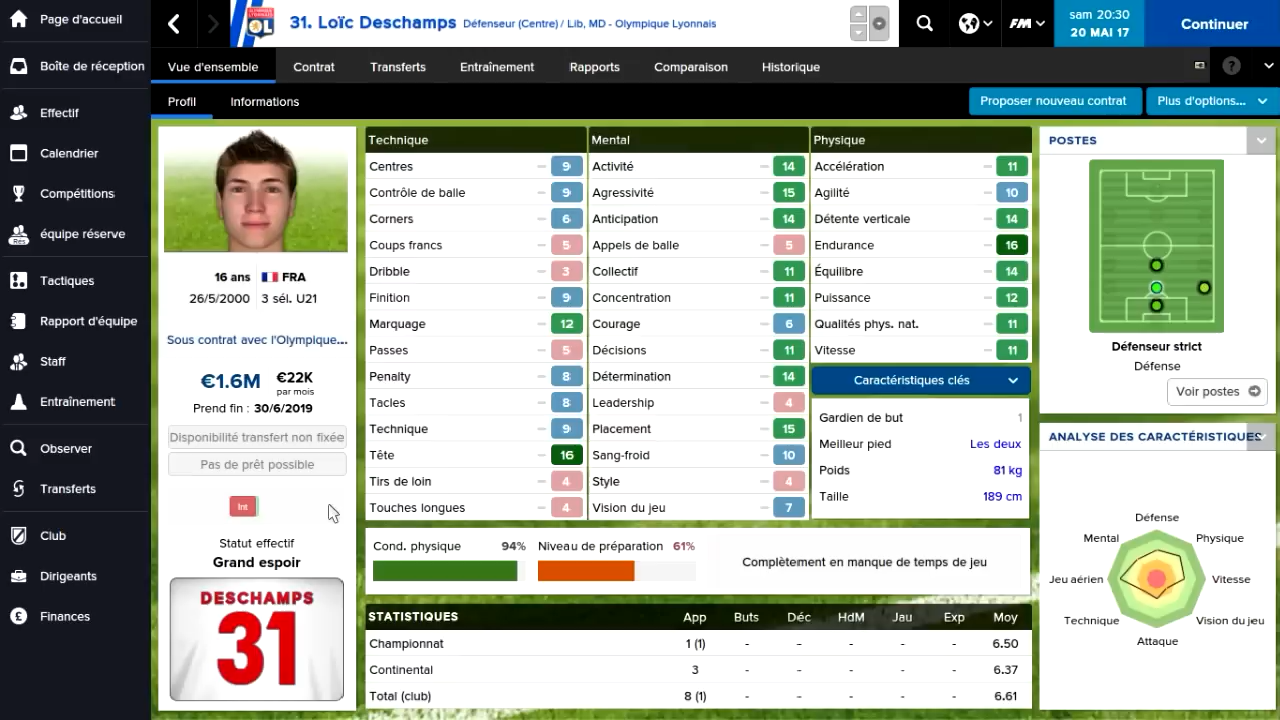 Page d'accueil
Boîte de réception
Effectif
Calendrier
Compétitions
équipe réserve
Tactiques
Rapport d'équipe
Staff
Entraînement
Observer
Transferts
Club
Dirigeants
Finances
31. Loïc Deschamps
Défenseur (Centre) / Lib, MD - Olympique Lyonnais
FM
sam 20:30
20 MAI 17
Continuer
Vue d'ensemble
Contrat
Transferts
Entraînement
Rapports
Comparaison
Historique
Profil
Informations
Proposer nouveau contrat
Plus d'options...
16 ans FRA
26/5/2000 3 sél. U21
Sous contrat avec l'Olympique...
€1.6M €22K
par mois
Prend fin : 30/6/2019
Disponibilité transfert non fixée
Pas de prêt possible
Int
Statut effectif
Grand espoir
DESCHAMPS
31
Technique
Centres 9
Contrôle de balle 9
Corners 6
Coups francs 5
Dribble 3
Finition 9
Marquage 12
Passes 5
Penalty 8
Tacles 8
Technique 9
Tête 16
Tirs de loin 4
Touches longues 4
Mental
Activité 14
Agressivité 15
Anticipation 14
Appels de balle 5
Collectif 11
Concentration 11
Courage 6
Décisions 11
Détermination 14
Leadership 4
Placement 15
Sang-froid 10
Style 4
Vision du jeu 7
Physique
Accélération 11
Agilité 10
Détente verticale 14
Endurance 16
Équilibre 14
Puissance 12
Qualités phys. nat. 11
Vitesse 11
Caractéristiques clés
Gardien de but 1
Meilleur pied Les deux
Poids 81 kg
Taille 189 cm
Cond. physique 94%
Niveau de préparation 61%
Complètement en manque de temps de jeu
STATISTIQUES App Buts Déc HdM Jau Exp Moy
Championnat 1 (1) - - - - - 6.50
Continental 3 - - - - - 6.37
Total (club) 8 (1) - - - - - 6.61
POSTES
Défenseur strict
Défense
Voir postes
ANALYSE DES CARACTÉRISTIQUES
Défense
Mental
Physique
Jeu aérien
Vitesse
Technique
Vision du jeu
Attaque